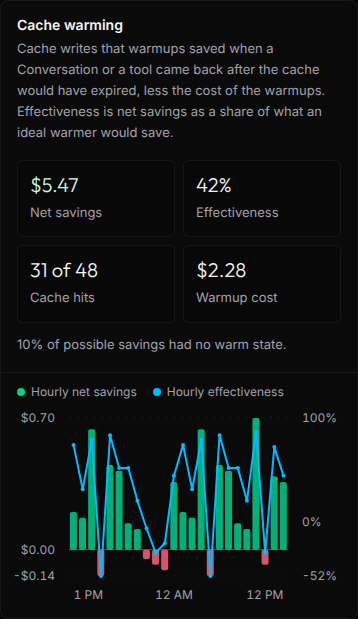 Cache warming
Cache writes that warmups saved when a
Conversation or a tool came back after the cache
would have expired, less the cost of the warmups.
Effectiveness is net savings as a share of what an
ideal warmer would save.
$5.47
Net savings
42%
Effectiveness
31 of 48
Cache hits
$2.28
Warmup cost
10% of possible savings had no warm state.
Hourly net savings
Hourly effectiveness
$0.70
100%
0%
$0.00
-$0.14
-52%
1 PM
12 AM
12 PM